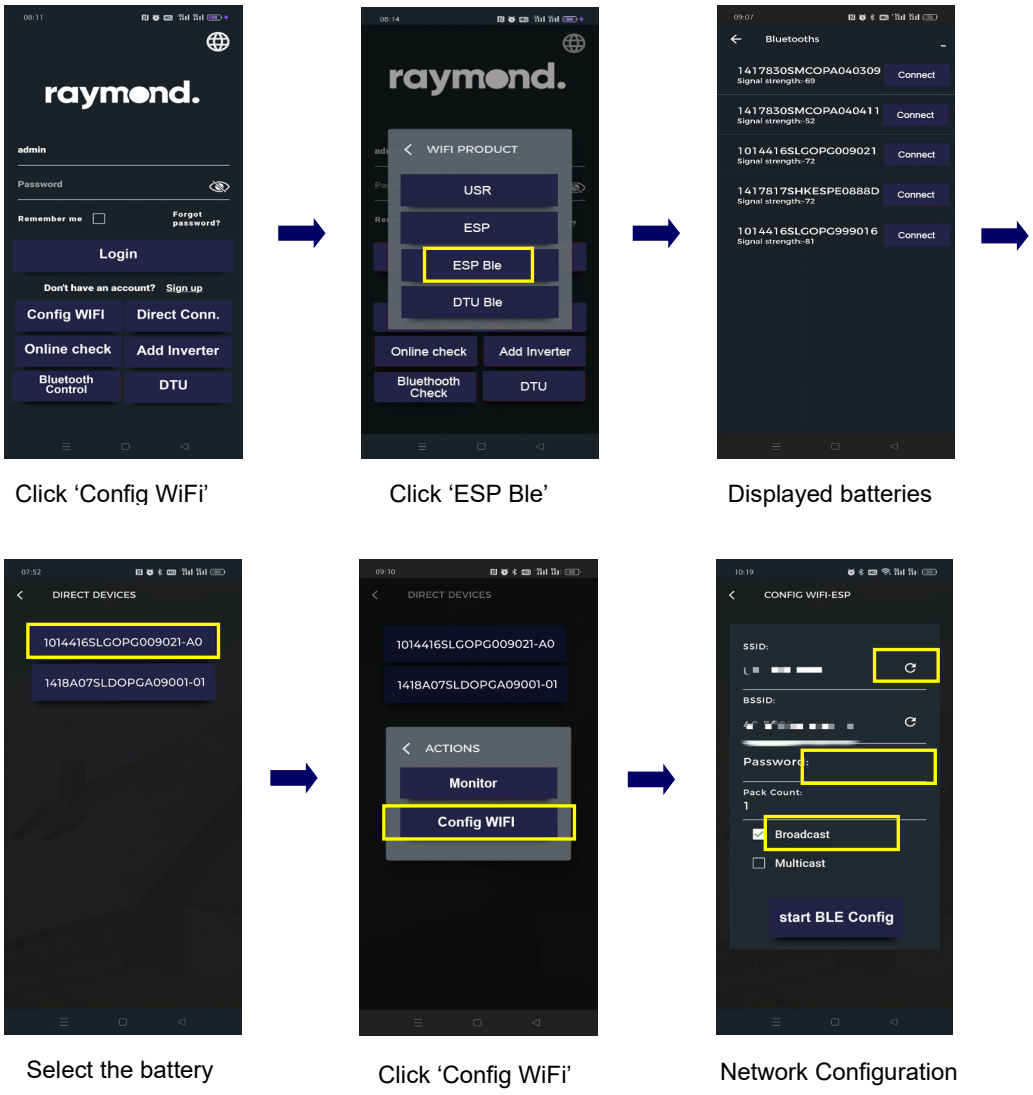 08:11
raymond.
admin
Password
Remember me
Forgot
password?
Login
Don't have an account? Sign up
Config WIFI
Direct Conn.
Online check
Add Inverter
Bluetooth
Control
DTU
Click ‘Config WiFi’
08:14
raymond.
WIFI PRODUCT
USR
ESP
ESP Ble
DTU Ble
Online check
Add Inverter
Bluethooth
Check
DTU
Click ‘ESP Ble’
09:07
Bluetooths
1417830SMCOPA040309
Signal strength:-69
Connect
1417830SMCOPA040411
Signal strength:-52
Connect
1014416SLGOPG009021
Signal strength:-72
Connect
1417817SHKESPE0888D
Signal strength:-72
Connect
1014416SLGOPG999016
Signal strength:-81
Connect
Displayed batteries
07:52
DIRECT DEVICES
1014416SLGOPG009021-A0
1418A07SLDOPGA09001-01
Select the battery
09:10
DIRECT DEVICES
1014416SLGOPG009021-A0
1418A07SLDOPGA09001-01
ACTIONS
Monitor
Config WIFI
Click ‘Config WiFi’
10:19
CONFIG WIFI-ESP
SSID:
BSSID:
Password:
Pack Count:
1
Broadcast
Multicast
start BLE Config
Network Configuration